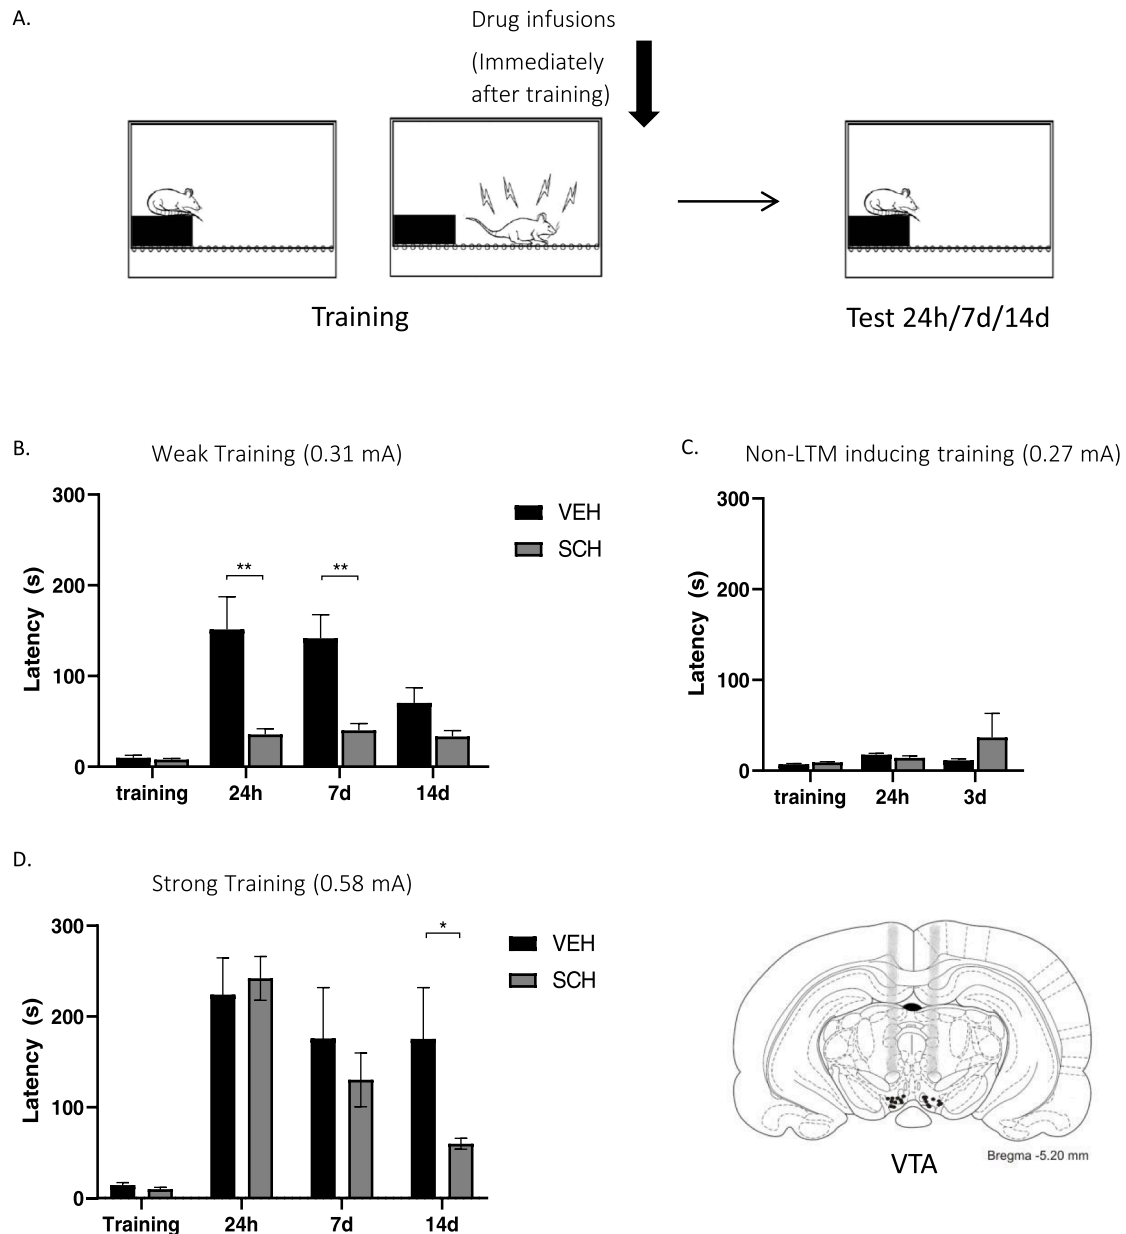 A.
Drug infusions
(Immediately
after training)
Training
Test 24h/7d/14d
B.
Weak Training (0.31 mA)
300
200
100
0
Latency (s)
** **
VEH
SCH
training 24h 7d 14d
C.
Non-LTM inducing training (0.27 mA)
300
200
100
0
Latency (s)
training 24h 3d
D.
Strong Training (0.58 mA)
300
200
100
0
Latency (s)
*
VEH
SCH
Training 24h 7d 14d
VTA
Bregma -5.20 mm